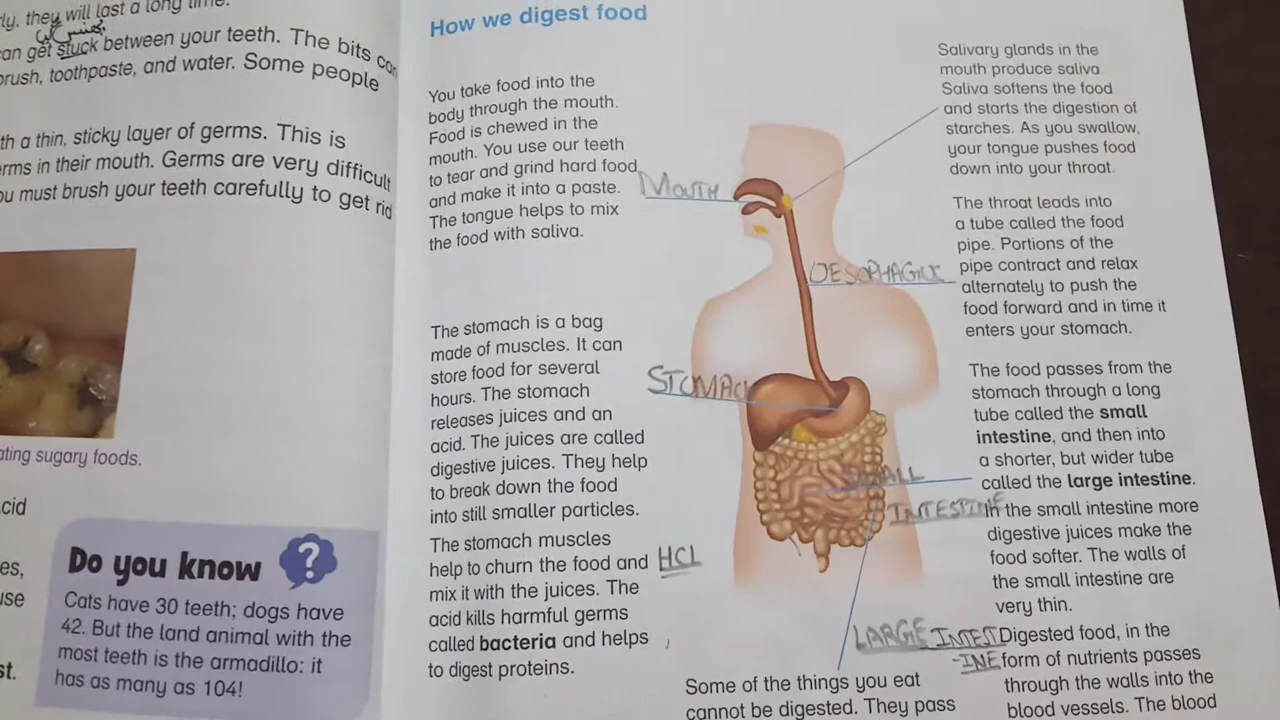 rly, they will last a long time.
can get stuck between your teeth. The bits can
brush, toothpaste, and water. Some people
th a thin, sticky layer of germs. This is
rms in their mouth. Germs are very difficult
ou must brush your teeth carefully to get rid
ating sugary foods.
cid
es,
use
st.
Do you know ?
Cats have 30 teeth; dogs have
42. But the land animal with the
most teeth is the armadillo: it
has as many as 104!
How we digest food
You take food into the
body through the mouth.
Food is chewed in the
mouth. You use our teeth
to tear and grind hard food
and make it into a paste.
The tongue helps to mix
the food with saliva.
The stomach is a bag
made of muscles. It can
store food for several
hours. The stomach
releases juices and an
acid. The juices are called
digestive juices. They help
to break down the food
into still smaller particles.
The stomach muscles
help to churn the food and
mix it with the juices. The
acid kills harmful germs
called bacteria and helps
to digest proteins.
MOUTH
OESOPHAGUS
STOMACH
SMALL
INTESTINE
HCL
LARGE INTEST
-INE
Some of the things you eat
cannot be digested. They pass
Salivary glands in the
mouth produce saliva.
Saliva softens the food
and starts the digestion of
starches. As you swallow,
your tongue pushes food
down into your throat.
The throat leads into
a tube called the food
pipe. Portions of the
pipe contract and relax
alternately to push the
food forward and in time it
enters your stomach.
The food passes from the
stomach through a long
tube called the small
intestine, and then into
a shorter, but wider tube
called the large intestine.
In the small intestine more
digestive juices make the
food softer. The walls of
the small intestine are
very thin.
Digested food, in the
form of nutrients passes
through the walls into the
blood vessels. The blood